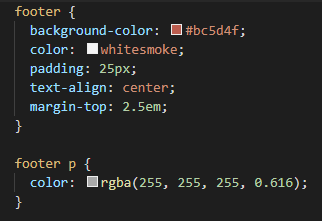 footer {
background-color: #bc5d4f;
color: whitesmoke;
padding: 25px;
text-align: center;
margin-top: 2.5em;
}
footer p {
color: rgba(255, 255, 255, 0.616);
}